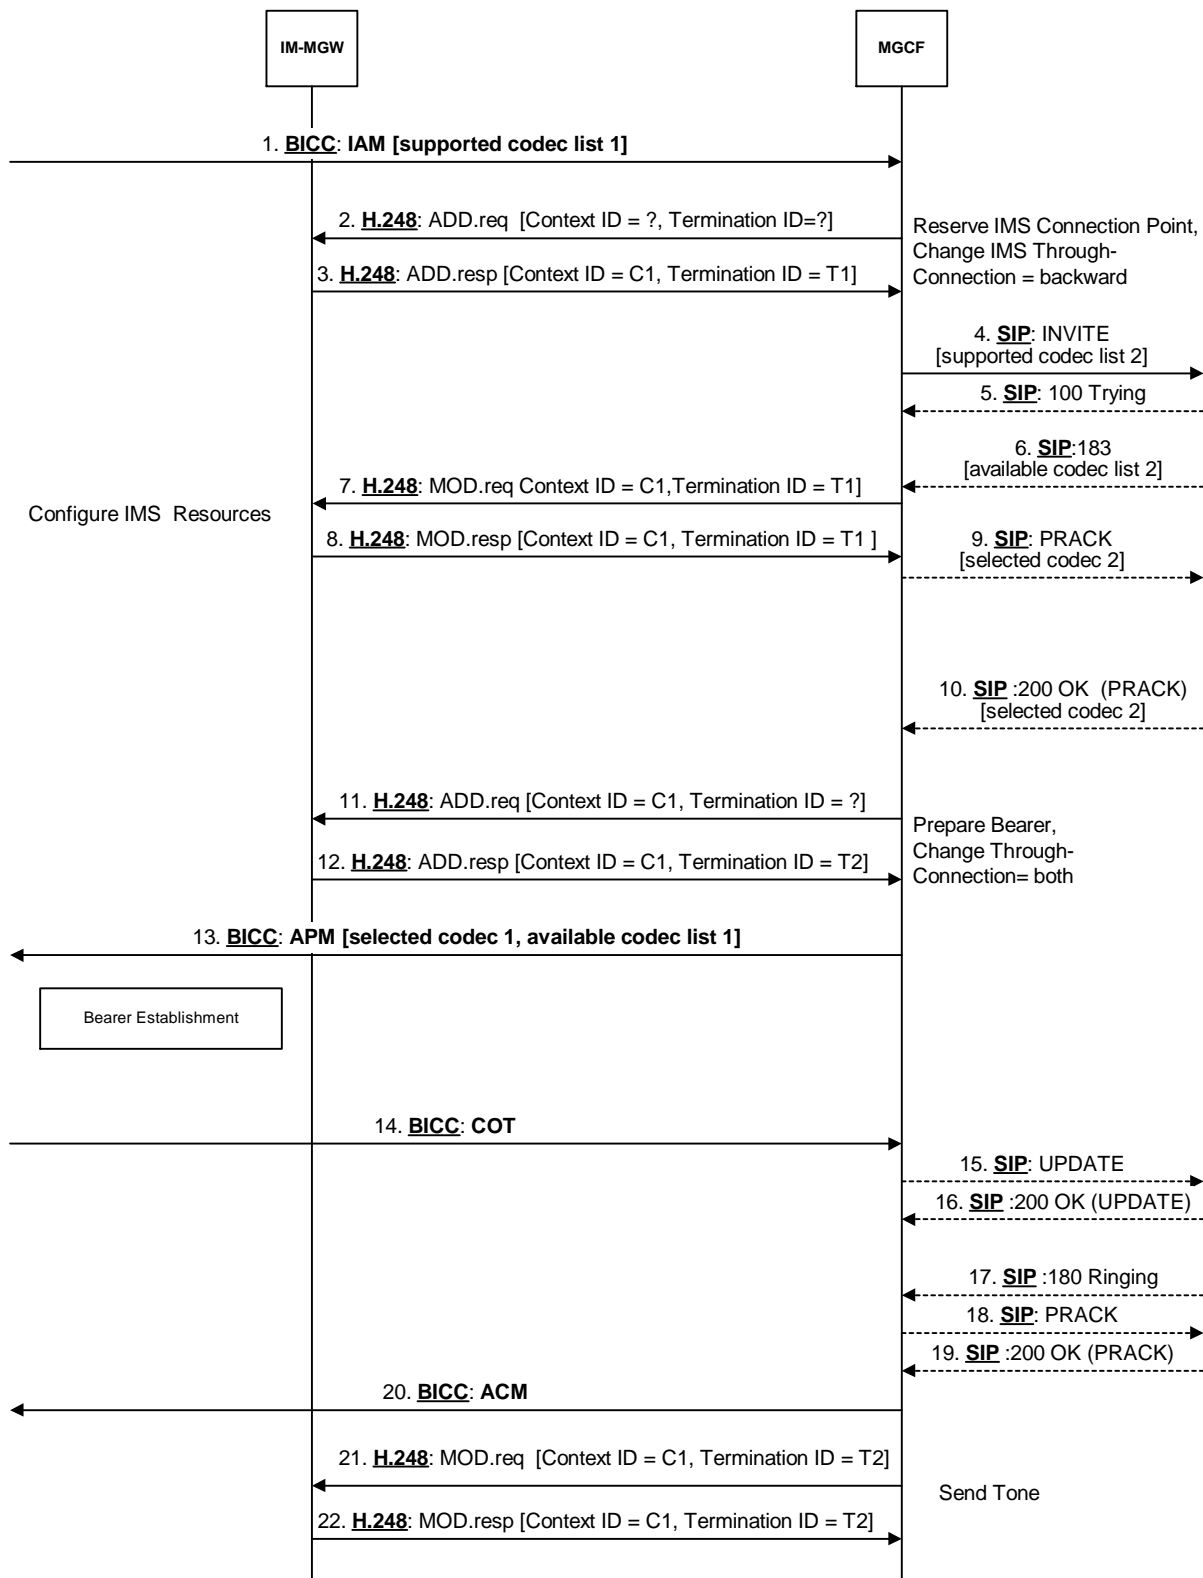 IM-MGW
MGCF
1. BICC: IAM [supported codec list 1]
2. H.248: ADD.req [Context ID = ?, Termination ID=?]
Reserve IMS Connection Point,
Change IMS Through-
Connection = backward
3. H.248: ADD.resp [Context ID = C1, Termination ID = T1]
4. SIP: INVITE
[supported codec list 2]
5. SIP: 100 Trying
6. SIP:183
[available codec list 2]
7. H.248: MOD.req Context ID = C1,Termination ID = T1]
Configure IMS Resources
8. H.248: MOD.resp [Context ID = C1, Termination ID = T1 ]
9. SIP: PRACK
[selected codec 2]
10. SIP :200 OK (PRACK)
[selected codec 2]
11. H.248: ADD.req [Context ID = C1, Termination ID = ?]
Prepare Bearer,
Change Through-
Connection= both
12. H.248: ADD.resp [Context ID = C1, Termination ID = T2]
13. BICC: APM [selected codec 1, available codec list 1]
Bearer Establishment
14. BICC: COT
15. SIP: UPDATE
16. SIP :200 OK (UPDATE)
17. SIP :180 Ringing
18. SIP: PRACK
19. SIP :200 OK (PRACK)
20. BICC: ACM
21. H.248: MOD.req [Context ID = C1, Termination ID = T2]
Send Tone
22. H.248: MOD.resp [Context ID = C1, Termination ID = T2]